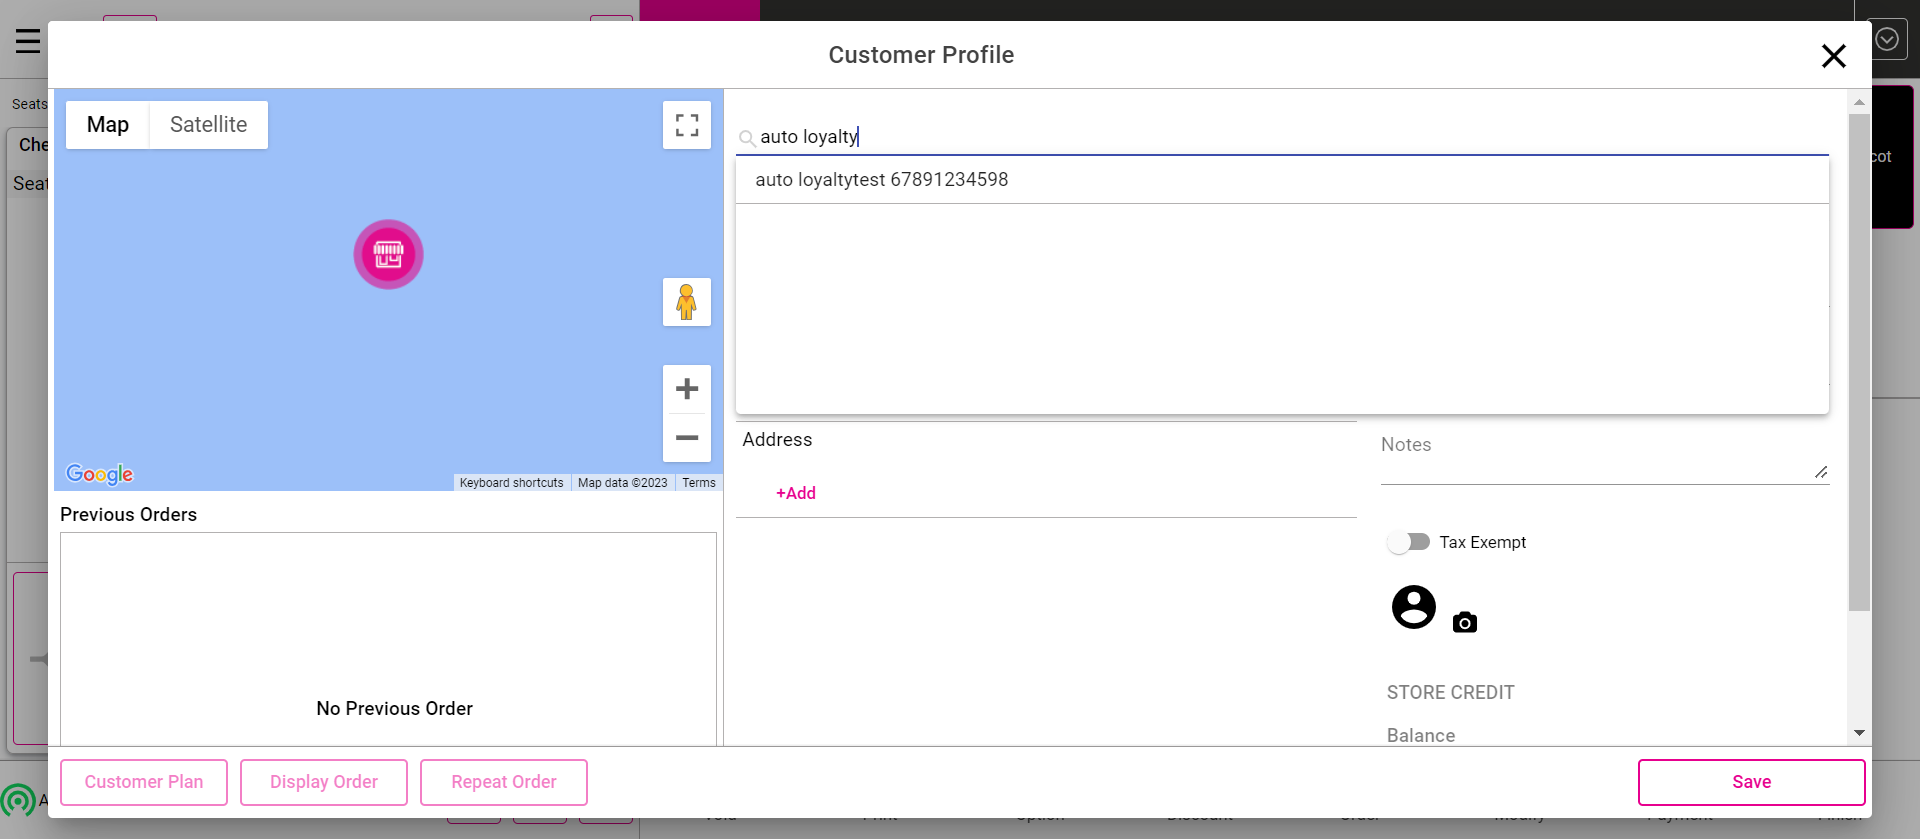 Customer Profile
Seats
Map
Satellite
auto loyalty
auto loyaltytest 67891234598
Google
Keyboard shortcuts
Map data ©2023
Terms
Address
+Add
Notes
Tax Exempt
Previous Orders
No Previous Order
STORE CREDIT
Balance
Customer Plan
Display Order
Repeat Order
Save